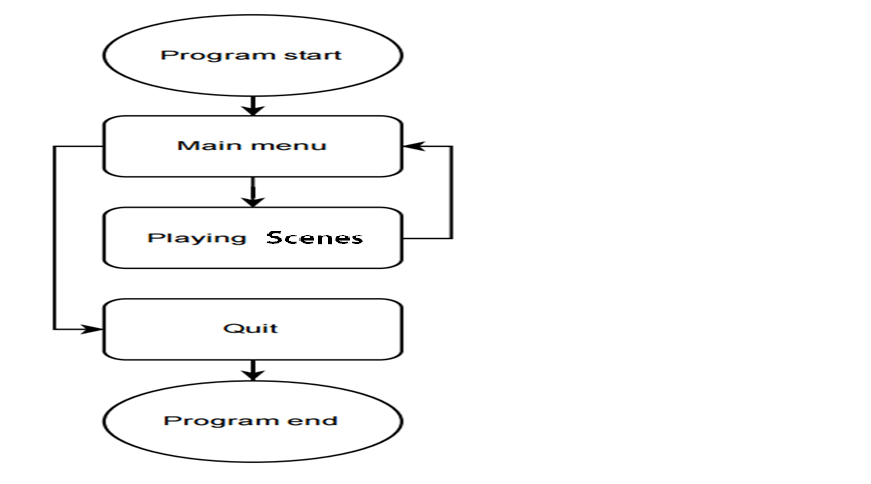 Program start
Main menu
Playing Scenes
Quit
Program end